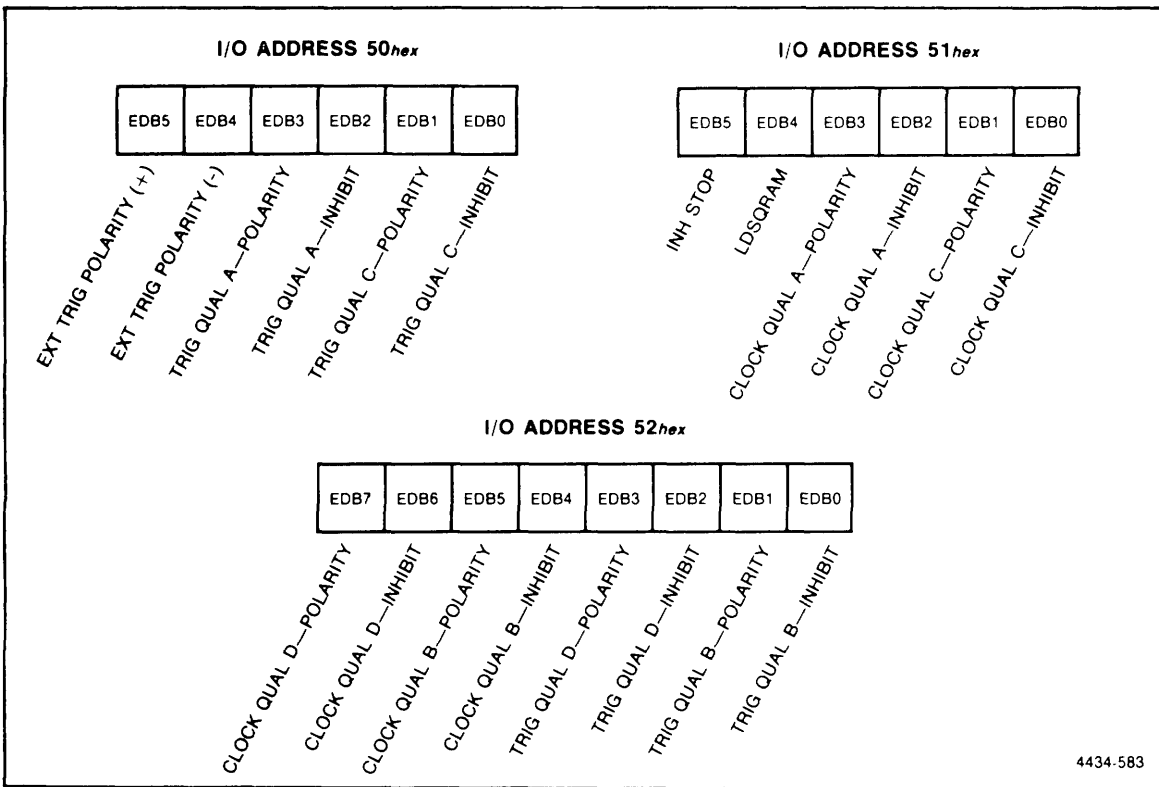 I/O ADDRESS 50hex
EDB5 EDB4 EDB3 EDB2 EDB1 EDB0
EXT TRIG POLARITY (+)
EXT TRIG POLARITY (-)
TRIG QUAL A—POLARITY
TRIG QUAL A—INHIBIT
TRIG QUAL C—POLARITY
TRIG QUAL C—INHIBIT
I/O ADDRESS 51hex
EDB5 EDB4 EDB3 EDB2 EDB1 EDB0
INH STOP
LDSQRAM
CLOCK QUAL A—POLARITY
CLOCK QUAL A—INHIBIT
CLOCK QUAL C—POLARITY
CLOCK QUAL C—INHIBIT
I/O ADDRESS 52hex
EDB7 EDB6 EDB5 EDB4 EDB3 EDB2 EDB1 EDB0
CLOCK QUAL D—POLARITY
CLOCK QUAL D—INHIBIT
CLOCK QUAL B—POLARITY
CLOCK QUAL B—INHIBIT
TRIG QUAL D—POLARITY
TRIG QUAL D—INHIBIT
TRIG QUAL B—POLARITY
TRIG QUAL B—INHIBIT
4434-583